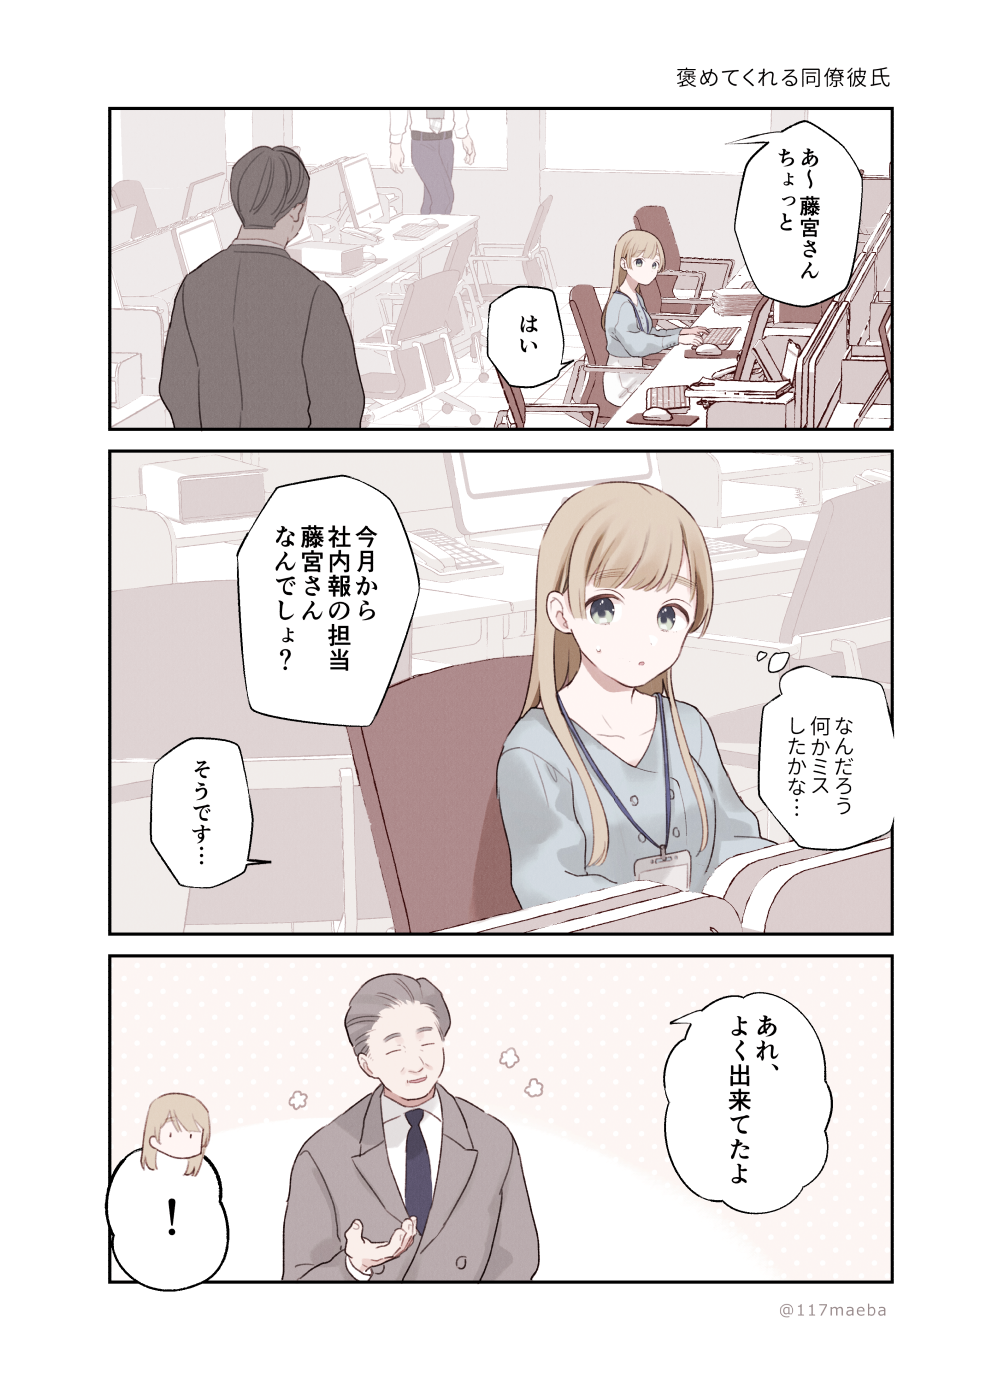 褒めてくれる同僚彼氏
あ〜藤宮さん
ちょっと
はい
今月から
社内報の担当
藤宮さん
なんでしょ？
なんだろう
何かミス
したかな…
そうです…
あれ、
よく出来てたよ
！
@117maeba